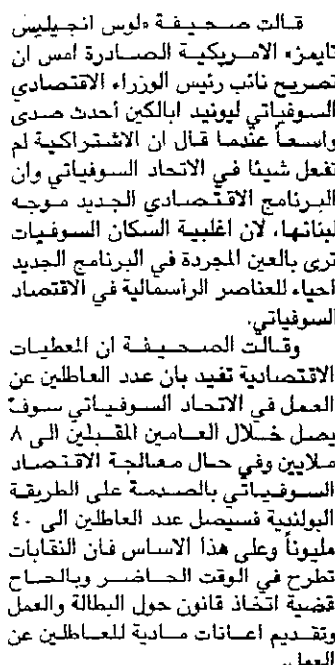 قالت صحيفة «لوس انجيليس
تايمز» الامريكية الصادرة امس ان
تصريح نائب رئيس الوزراء الاقتصادي
السوفياتي ليونيد ابالكين أحدث صدى
واسعاً عندما قال ان الاشتراكية لم
تفعل شيئا في الاتحاد السوفياتي وان
البرنامج الاقتصادي الجديد موجه
لبنائها، لان اغلبية السكان السوفيات
ترى بالعين المجردة في البرنامج الجديد
احياء للعناصر الراسمالية في الاقتصاد
السوفياتي.
وقالت الصحيفة ان المعطيات
الاقتصادية تفيد بان عدد العاطلين عن
العمل في الاتحاد السوفياتي سوف
يصل خلال العامين المقبلين الى ٨
ملايين وفي حال معالجة الاقتصاد
السوفياتي بالصدمة على الطريقة
البولندية فسيصل عدد العاطلين الى ٤٠
مليوناً وعلى هذا الاساس فان النقابات
تطرح في الوقت الحاضر وبالحاح
قضية اتخاذ قانون حول البطالة والعمل
وتقديم اعانات مادية للعاطلين عن
العمل.